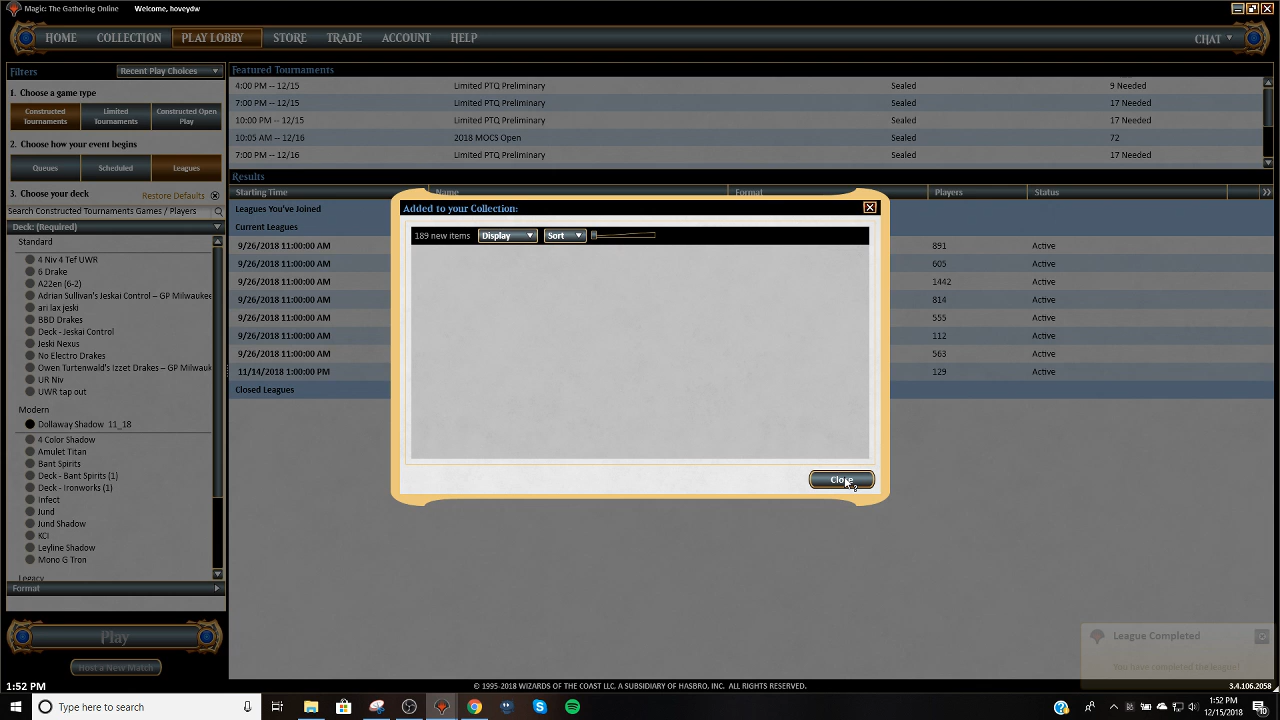 Magic: The Gathering Online Welcome, hoveydw
HOME COLLECTION PLAY LOBBY STORE TRADE ACCOUNT HELP CHAT
Filters Recent Play Choices
1. Choose a game type
Constructed Tournaments
Limited Tournaments
Constructed Open Play
2. Choose how your event begins
Queues Scheduled Leagues
3. Choose your deck Restore Defaults
Search Constructed Tournaments Games / Players
Deck: (Required)
Standard
4 Niv 4 Tef UWR
6 Drake
A22en (6-2)
Adrian Sullivan's Jeskai Control – GP Milwaukee
ari lax jeski
BBD Drakes
Deck - Jeskai Control
Jeski Nexus
No Electro Drakes
Owen Turtenwald's Izzet Drakes – GP Milwauk
UR Niv
UWR tap out
Modern
Dollaway Shadow 11_18
4 Color Shadow
Amulet Titan
Bant Spirits
Deck - Bant Spirits (1)
Deck - Ironworks (1)
Infect
Jund
Jund Shadow
KCI
Leyline Shadow
Mono G Tron
Legacy
Format
Play
Host a New Match
1:52 PM
Featured Tournaments
4:00 PM -- 12/15 Limited PTQ Preliminary Sealed 9 Needed
7:00 PM -- 12/15 Limited PTQ Preliminary Sealed 17 Needed
10:00 PM -- 12/15 Limited PTQ Preliminary Sealed 17 Needed
10:05 AM -- 12/16 2018 MOCS Open Sealed 72
7:00 PM -- 12/16 Limited PTQ Preliminary Sealed 17 Needed
Results
Starting Time Name Format Players Status
Leagues You've Joined
Current Leagues
9/26/2018 11:00:00 AM 891 Active
9/26/2018 11:00:00 AM 605 Active
9/26/2018 11:00:00 AM 1442 Active
9/26/2018 11:00:00 AM 814 Active
9/26/2018 11:00:00 AM 555 Active
9/26/2018 11:00:00 AM 112 Active
9/26/2018 11:00:00 AM 563 Active
11/14/2018 1:00:00 PM 129 Active
Closed Leagues
Added to your Collection:
189 new items Display Sort
Close
League Completed
You have completed the league!
© 1995-2018 WIZARDS OF THE COAST LLC, A SUBSIDIARY OF HASBRO, INC. ALL RIGHTS RESERVED.
3.4.106.2058
Type here to search
1:52 PM
12/15/2018